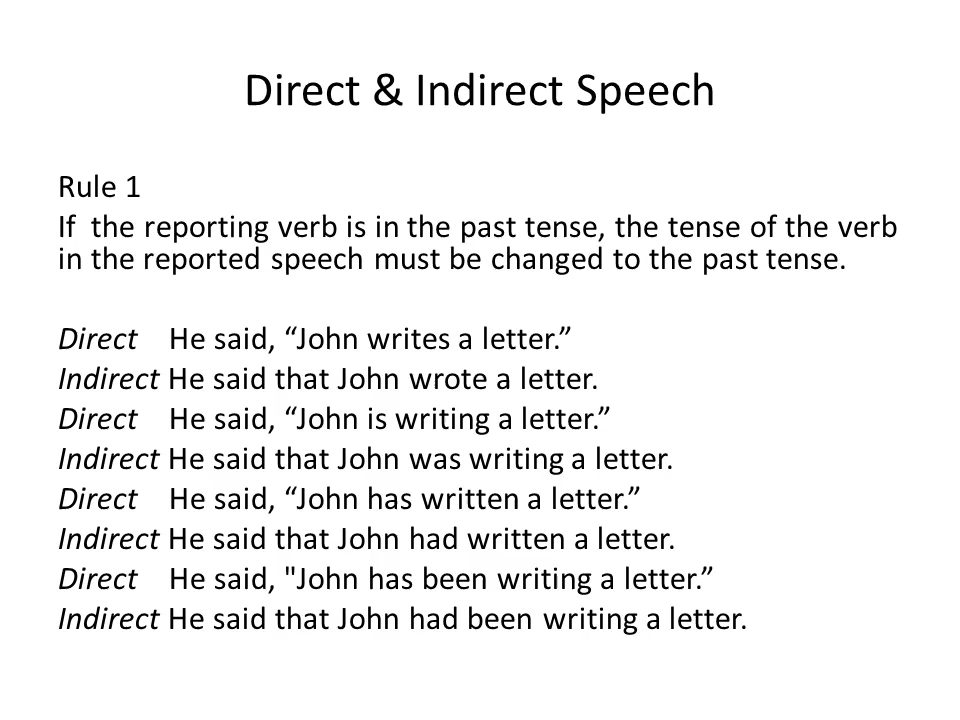 Direct & Indirect Speech
Rule 1
If the reporting verb is in the past tense, the tense of the verb
in the reported speech must be changed to the past tense.
Direct He said, “John writes a letter.”
Indirect He said that John wrote a letter.
Direct He said, “John is writing a letter.”
Indirect He said that John was writing a letter.
Direct He said, “John has written a letter.”
Indirect He said that John had written a letter.
Direct He said, "John has been writing a letter.”
Indirect He said that John had been writing a letter.